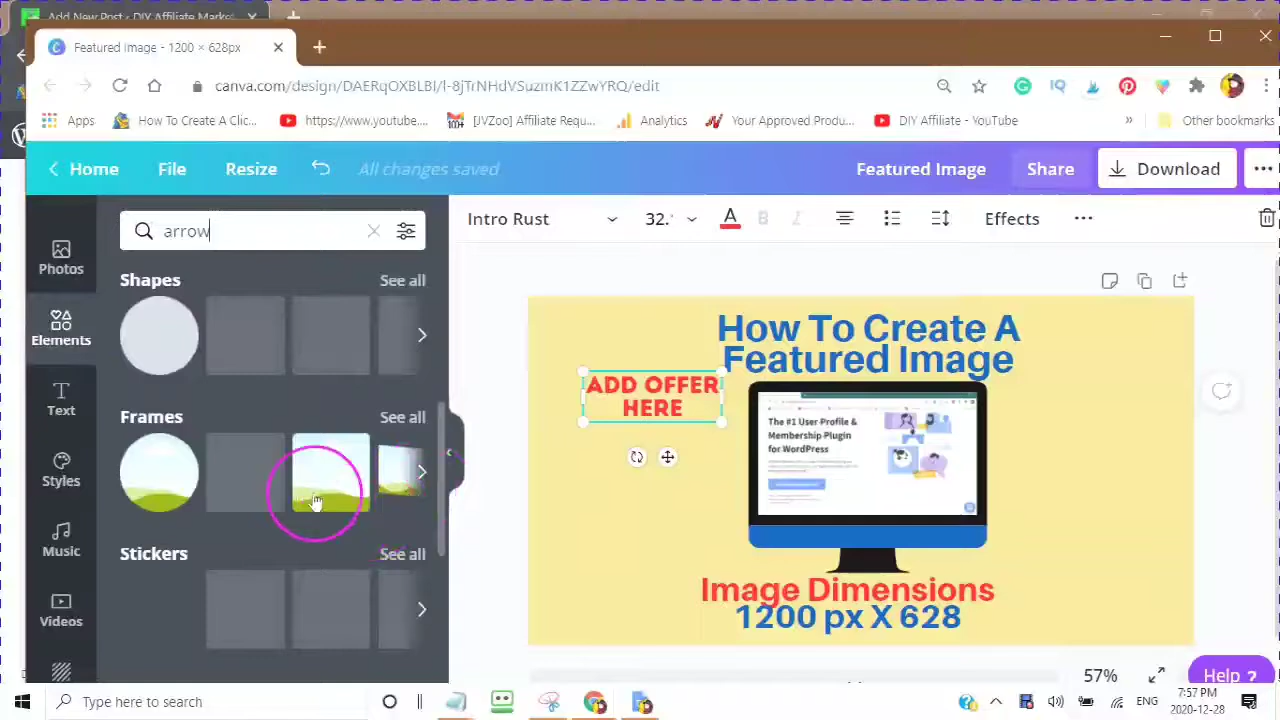 Add New Post ‹ DIY Affiliate Marke
Featured Image - 1200 × 628px
canva.com/design/DAERqOXBLBI/l-8jTrNHdVSuzmK1ZZwYRQ/edit
Apps
How To Create A Clic...
https://www.youtube....
[JVZoo] Affiliate Requ...
Analytics
Your Approved Produ...
DIY Affiliate - YouTube
»
Other bookmarks
Home
File
Resize
All changes saved
Featured Image
Share
Download
Photos
Elements
Text
Styles
Music
Videos
arrow
Shapes
See all
Frames
See all
Stickers
See all
Intro Rust
32.
A
B
I
Effects
How To Create A
Featured Image
ADD OFFER
HERE
The #1 User Profile &
Membership Plugin
for WordPress
Image Dimensions
1200 px X 628
57%
Help ?
Type here to search
ENG
7:57 PM
2020-12-28